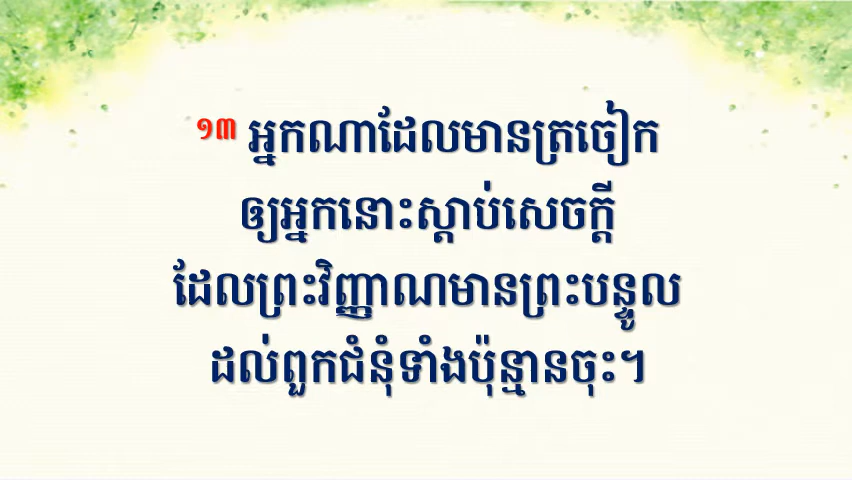 ១៣ អ្នកណាដែលមានត្រចៀក
ឲ្យអ្នកនោះស្តាប់សេចក្ដី
ដែលព្រះវិញ្ញាណមានព្រះបន្ទូល
ដល់ពួកជំនុំទាំងប៉ុន្មានចុះ។